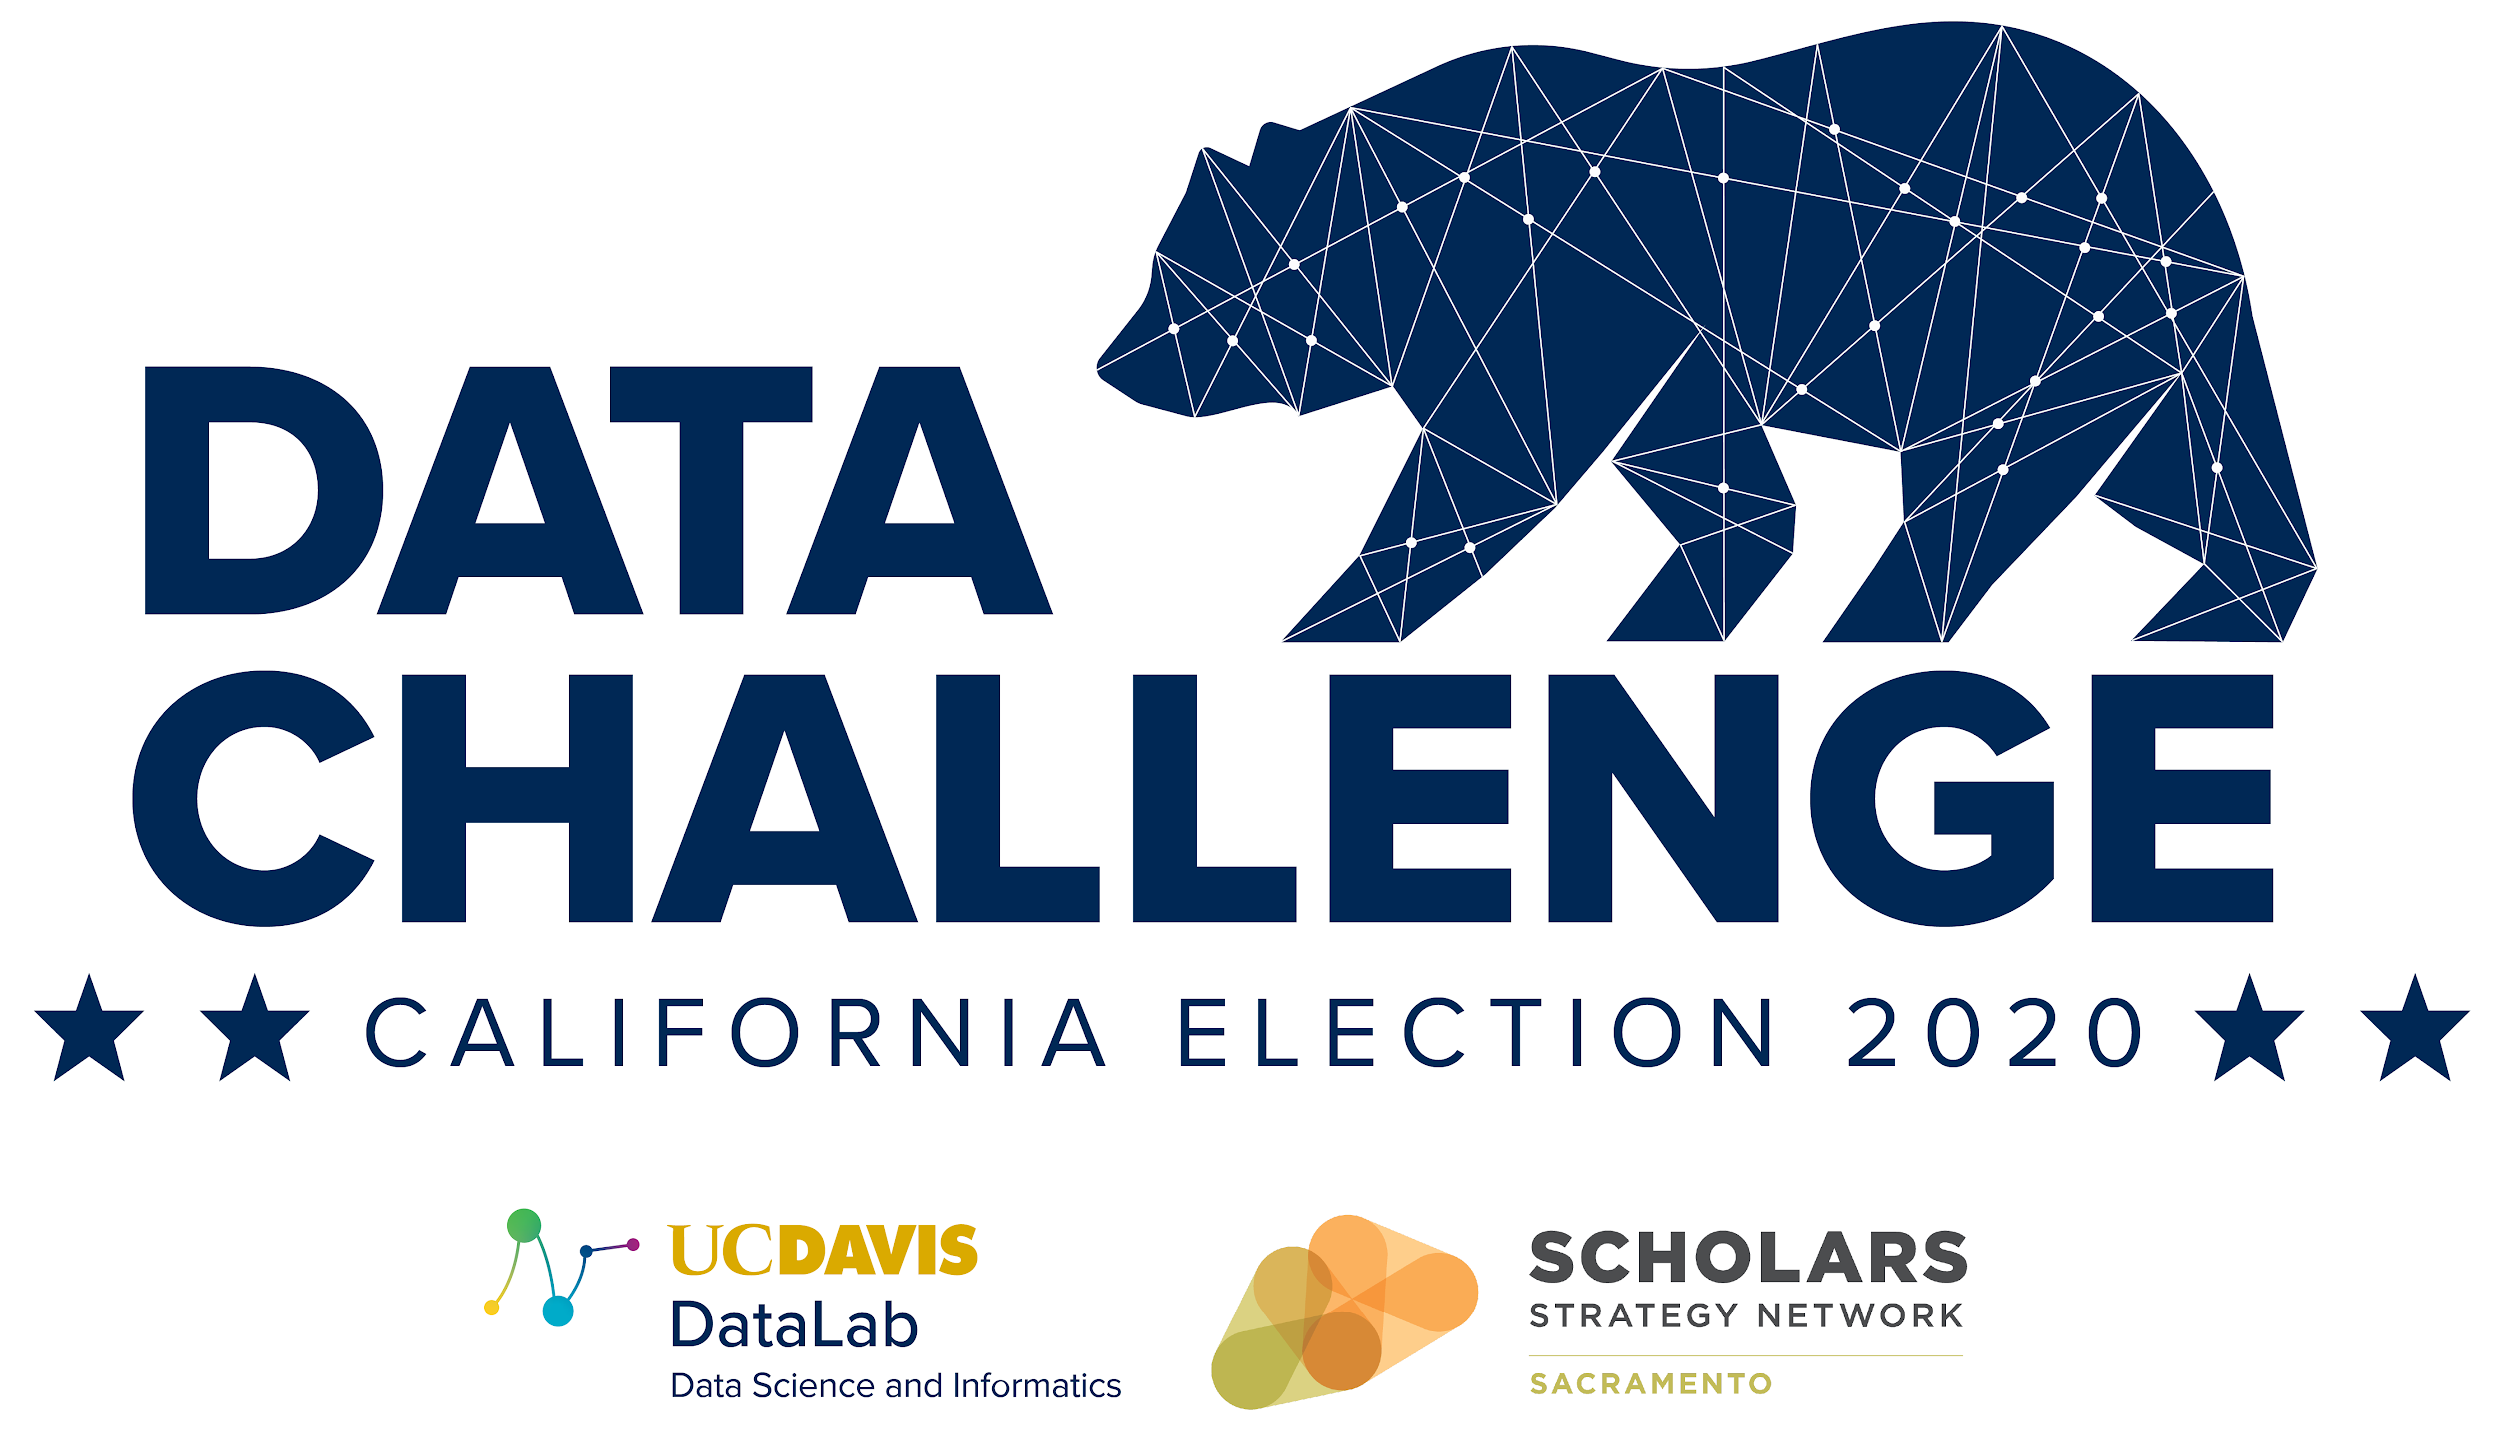 DATA
CHALLENGE
CALIFORNIA ELECTION 2020
UCDAVIS
DataLab
Data Science and Informatics
SCHOLARS
STRATEGY NETWORK
SACRAMENTO